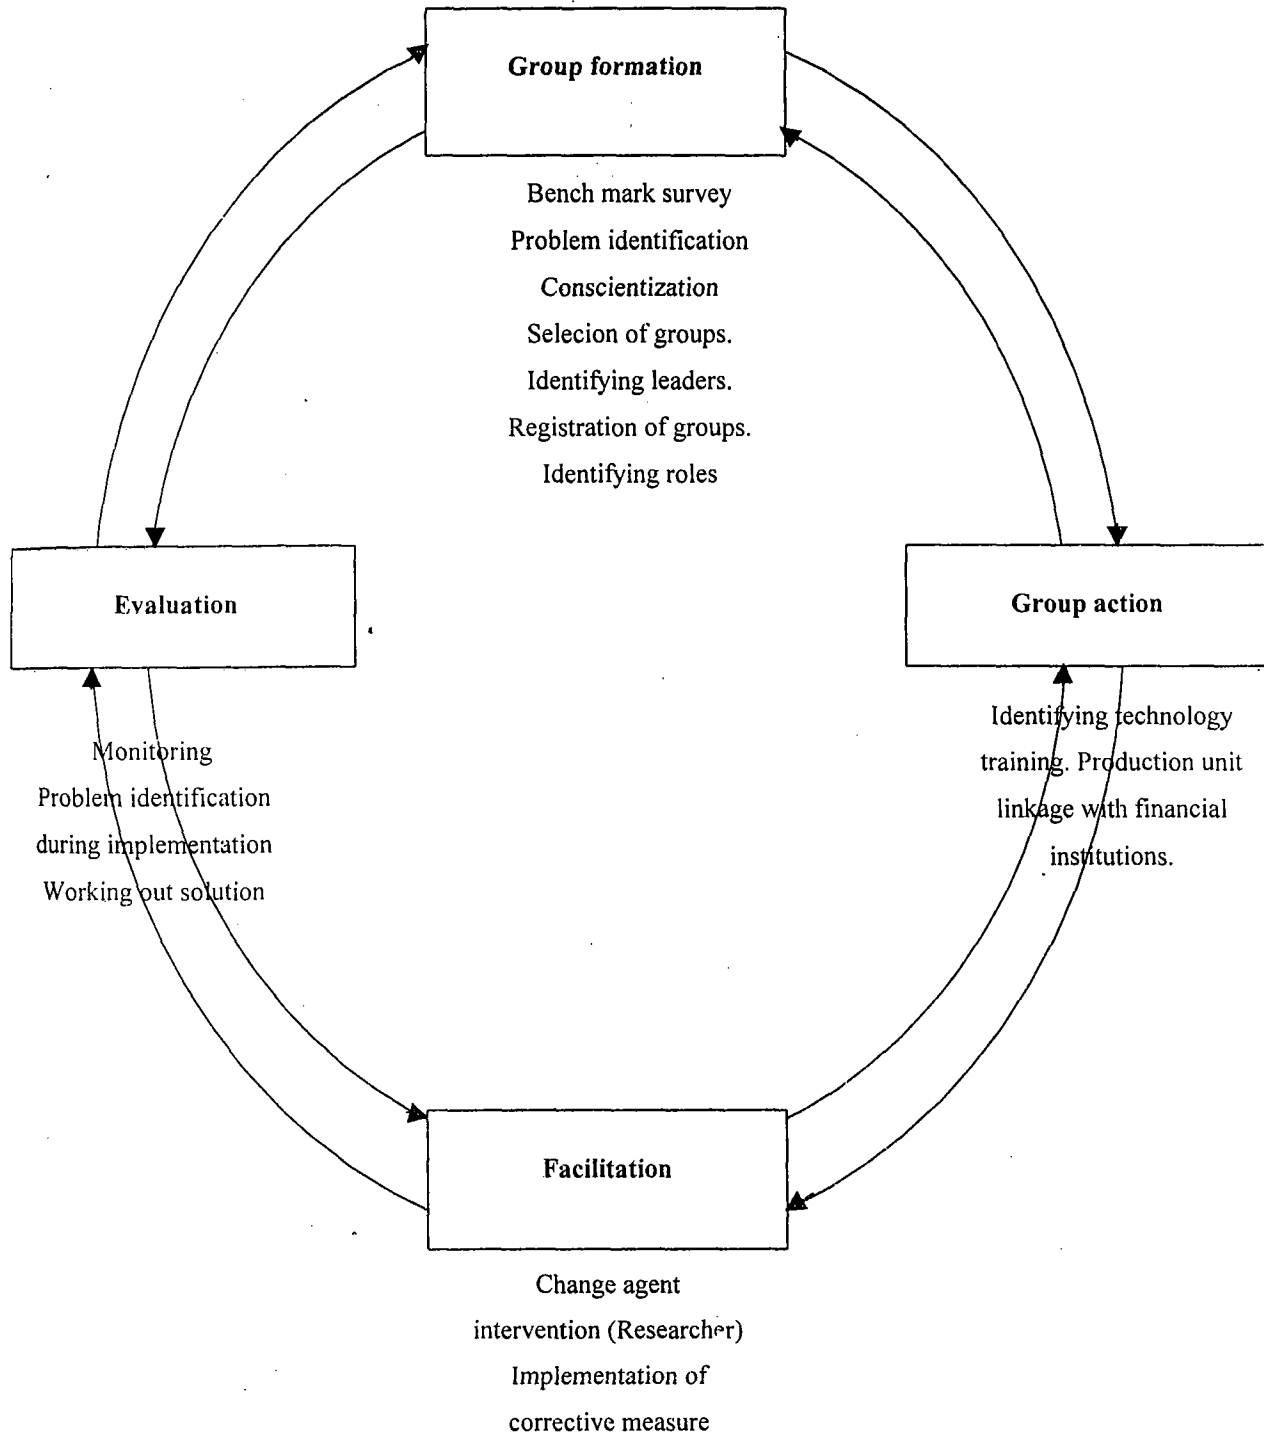 Group formation
Bench mark survey
Problem identification
Conscientization
Selecion of groups.
Identifying leaders.
Registration of groups.
Identifying roles
Evaluation
Group action
Monitoring
Problem identification
during implementation
Working out solution
Identifying technology
training. Production unit
linkage with financial
institutions.
Facilitation
Change agent
intervention (Researcher)
Implementation of
corrective measure